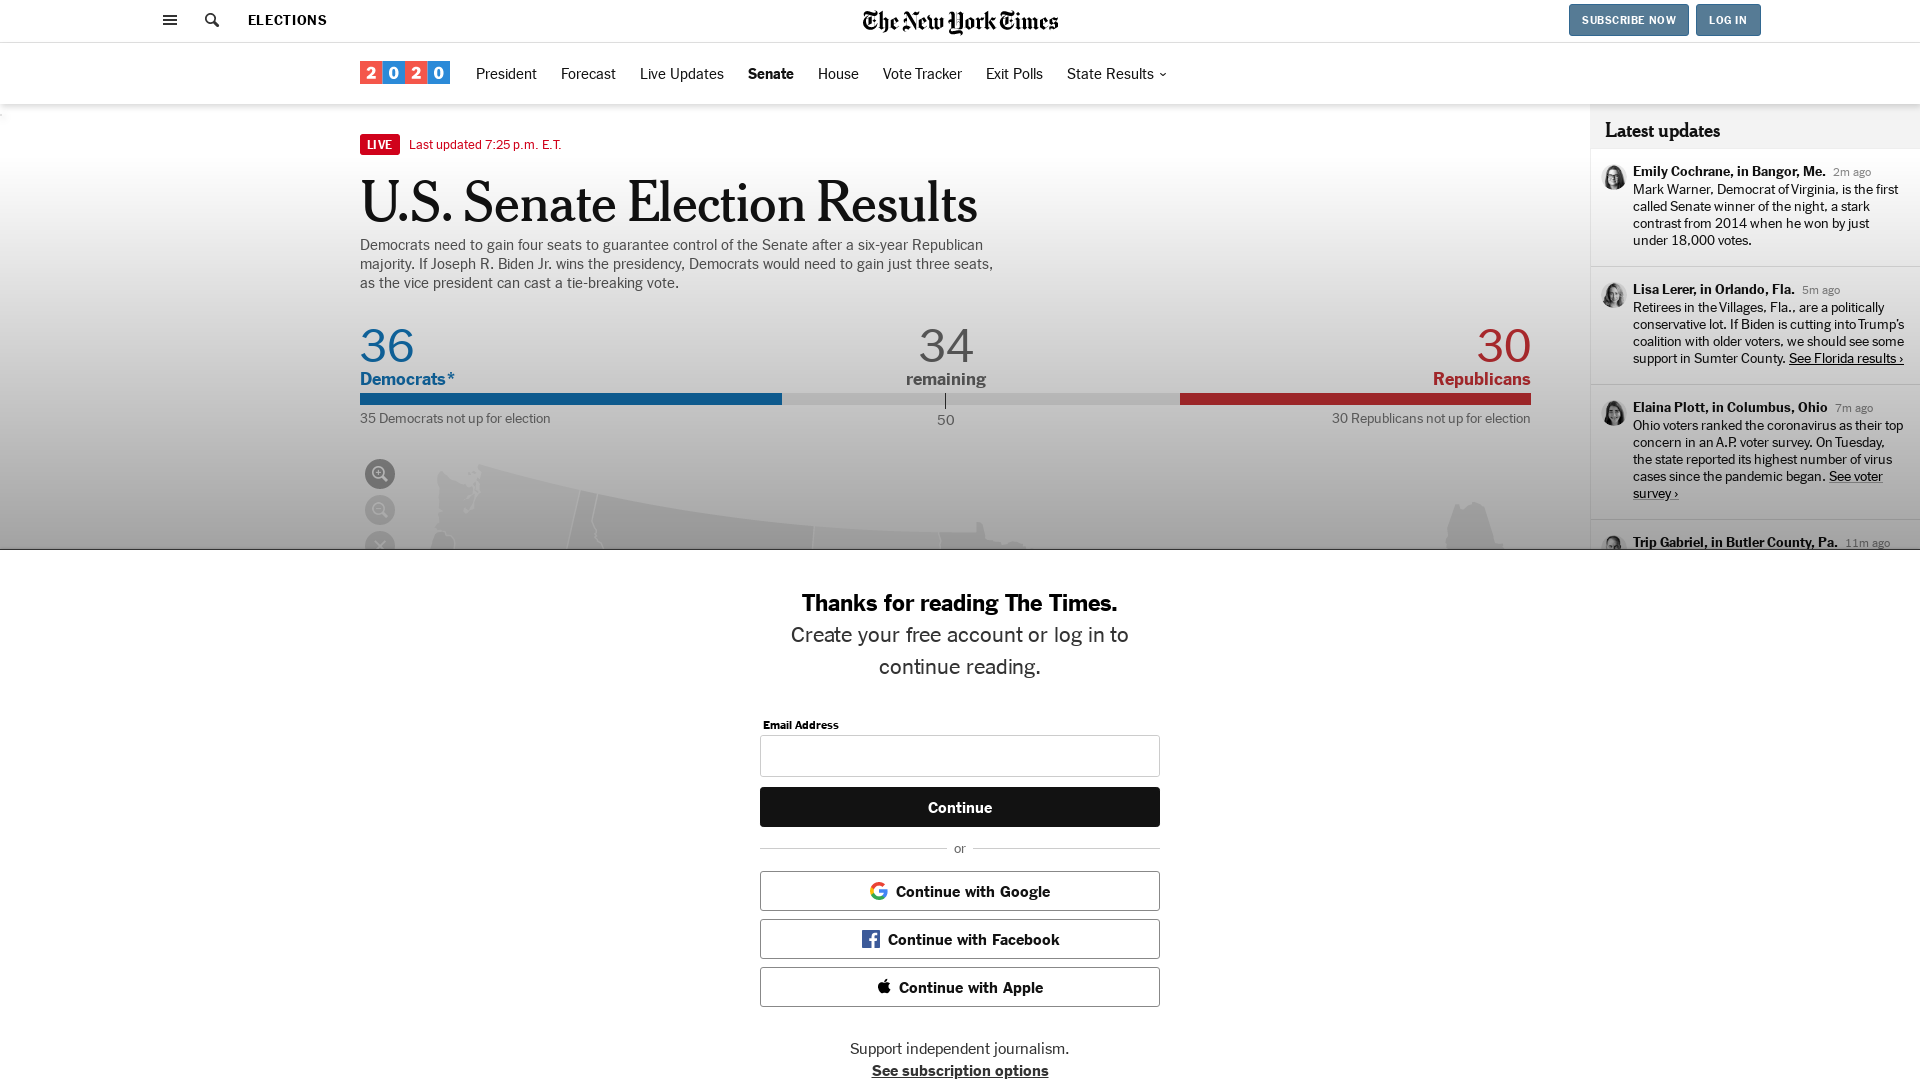 ELECTIONS
The New York Times
SUBSCRIBE NOW
LOG IN
2020
President
Forecast
Live Updates
Senate
House
Vote Tracker
Exit Polls
State Results
LIVE
Last updated 7:25 p.m. E.T.
U.S. Senate Election Results
Democrats need to gain four seats to guarantee control of the Senate after a six-year Republican
majority. If Joseph R. Biden Jr. wins the presidency, Democrats would need to gain just three seats,
as the vice president can cast a tie-breaking vote.
36
34
30
Democrats*
remaining
Republicans
35 Democrats not up for election
50
30 Republicans not up for election
Latest updates
Emily Cochrane, in Bangor, Me. 2m ago
Mark Warner, Democrat of Virginia, is the first
called Senate winner of the night, a stark
contrast from 2014 when he won by just
under 18,000 votes.
Lisa Lerer, in Orlando, Fla. 5m ago
Retirees in the Villages, Fla., are a politically
conservative lot. If Biden is cutting into Trump’s
coalition with older voters, we should see some
support in Sumter County. See Florida results ›
Elaina Plott, in Columbus, Ohio 7m ago
Ohio voters ranked the coronavirus as their top
concern in an A.P. voter survey. On Tuesday,
the state reported its highest number of virus
cases since the pandemic began. See voter
survey ›
Trip Gabriel, in Butler County, Pa. 11m ago
Thanks for reading The Times.
Create your free account or log in to
continue reading.
Email Address
Continue
or
Continue with Google
Continue with Facebook
Continue with Apple
Support independent journalism.
See subscription options